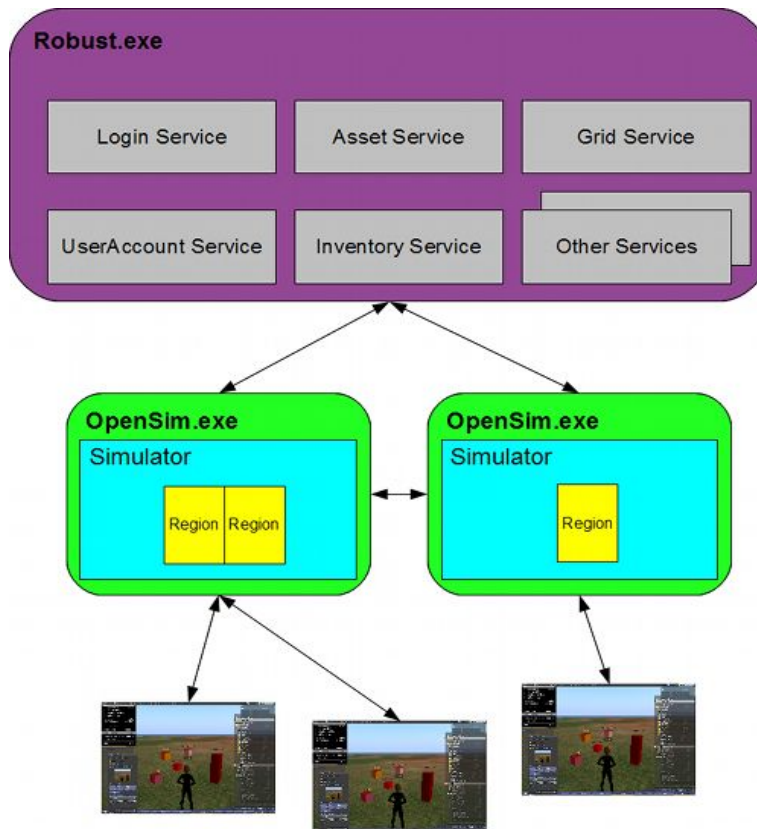 Robust.exe
Login Service
Asset Service
Grid Service
UserAccount Service
Inventory Service
Other Services
OpenSim.exe
Simulator
Region
Region
OpenSim.exe
Simulator
Region